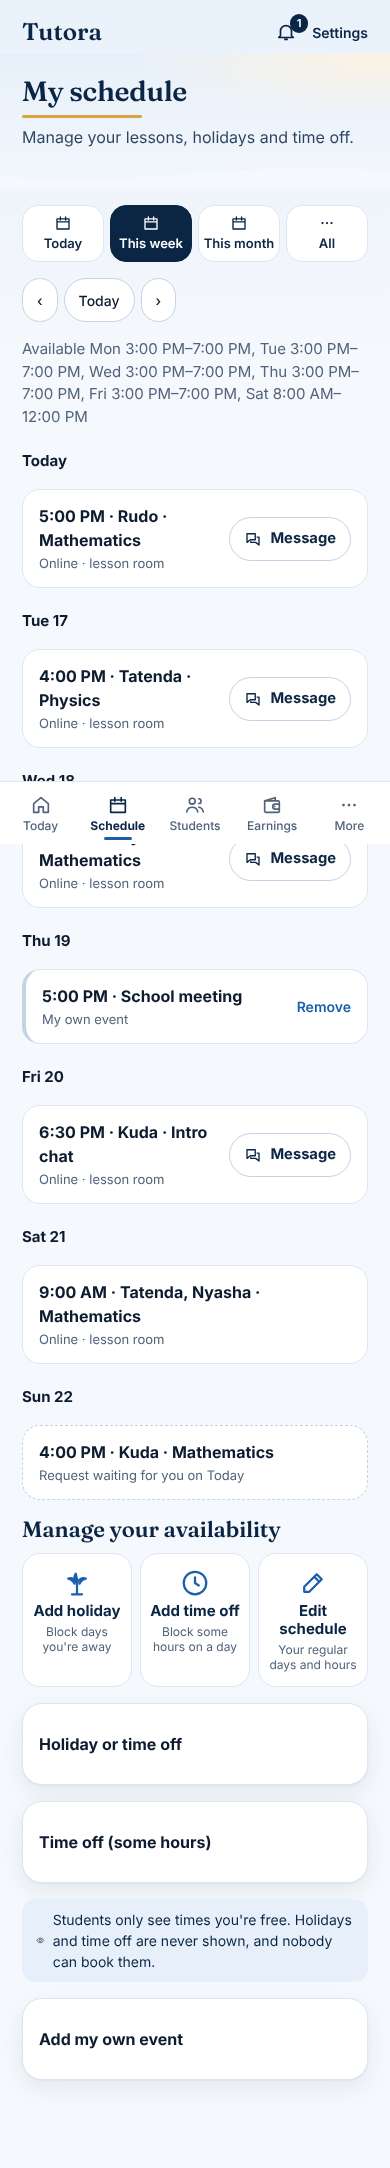 Tutora
1
Settings
My schedule
Manage your lessons, holidays and time off.
Today
This week
This month
All
‹
Today
›
Available Mon 3:00 PM–7:00 PM, Tue 3:00 PM–
7:00 PM, Wed 3:00 PM–7:00 PM, Thu 3:00 PM–
7:00 PM, Fri 3:00 PM–7:00 PM, Sat 8:00 AM–
12:00 PM
Today
5:00 PM · Rudo ·
Mathematics
Online · lesson room
Message
Tue 17
4:00 PM · Tatenda ·
Physics
Online · lesson room
Message
Wed 18
Today
Schedule
Students
Earnings
More
Mathematics
Online · lesson room
Message
Thu 19
5:00 PM · School meeting
My own event
Remove
Fri 20
6:30 PM · Kuda · Intro
chat
Online · lesson room
Message
Sat 21
9:00 AM · Tatenda, Nyasha ·
Mathematics
Online · lesson room
Sun 22
4:00 PM · Kuda · Mathematics
Request waiting for you on Today
Manage your availability
Add holiday
Block days
you're away
Add time off
Block some
hours on a day
Edit
schedule
Your regular
days and hours
Holiday or time off
Time off (some hours)
Students only see times you're free. Holidays
and time off are never shown, and nobody
can book them.
Add my own event